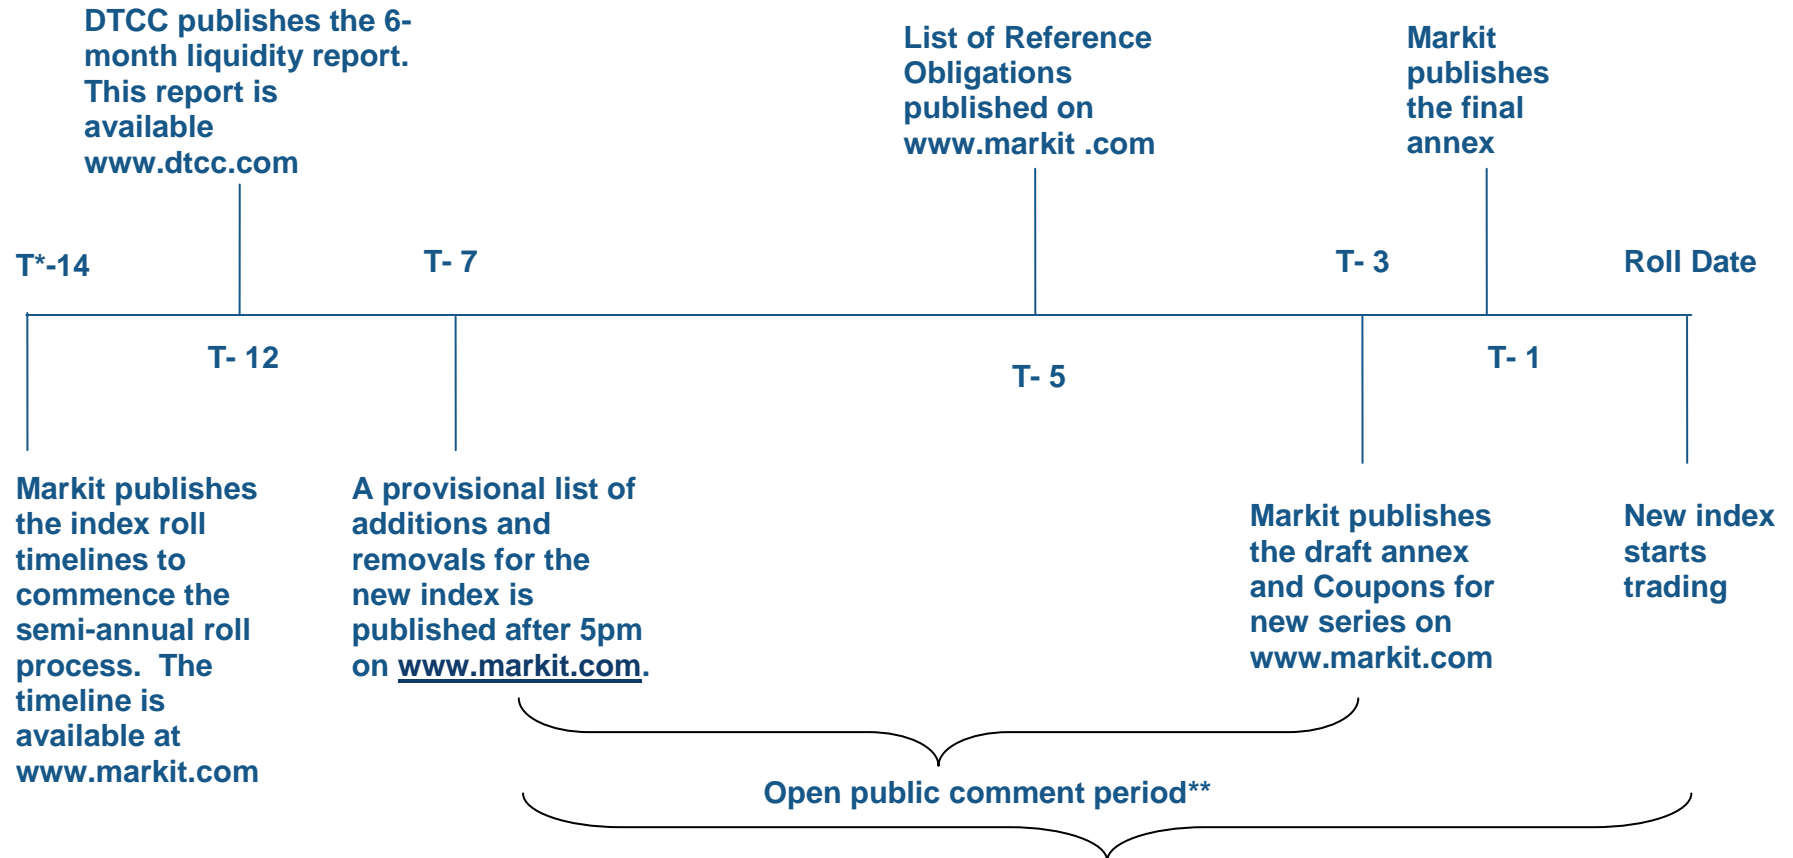 DTCC publishes the 6-
month liquidity report.
This report is
available
www.dtcc.com
List of Reference
Obligations
published on
www.markit .com
Markit
publishes
the final
annex
T*-14
T- 7
T- 3
Roll Date
T- 12
T- 5
T- 1
Markit publishes
the index roll
timelines to
commence the
semi-annual roll
process.  The
timeline is
available at
www.markit.com
A provisional list of
additions and
removals for the
new index is
published after 5pm
on www.markit.com.
Markit publishes
the draft annex
and Coupons for
new series on
www.markit.com
New index
starts
trading
Open public comment period**